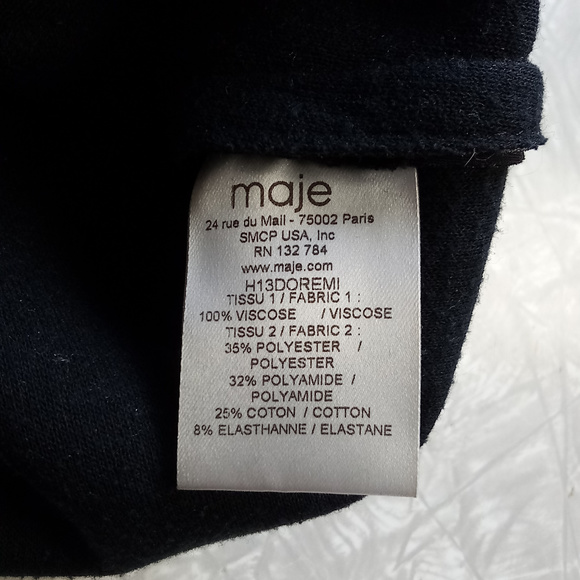 maje
24 rue du Mail - 75002 Paris
SMCP USA, Inc
RN 132 784
www.maje.com
H13DOREMI
TISSU 1 / FABRIC 1 :
100% VISCOSE / VISCOSE
TISSU 2 / FABRIC 2 :
35% POLYESTER /
POLYESTER
32% POLYAMIDE /
POLYAMIDE
25% COTON / COTTON
8% ELASTHANNE / ELASTANE